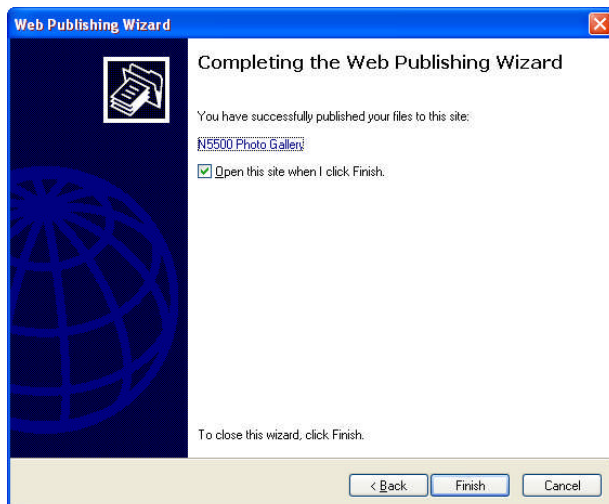 Web Publishing Wizard
Completing the Web Publishing Wizard
You have successfully published your files to this site:
N5500 Photo Gallery
Open this site when I click Finish.
To close this wizard, click Finish.
< Back Finish Cancel